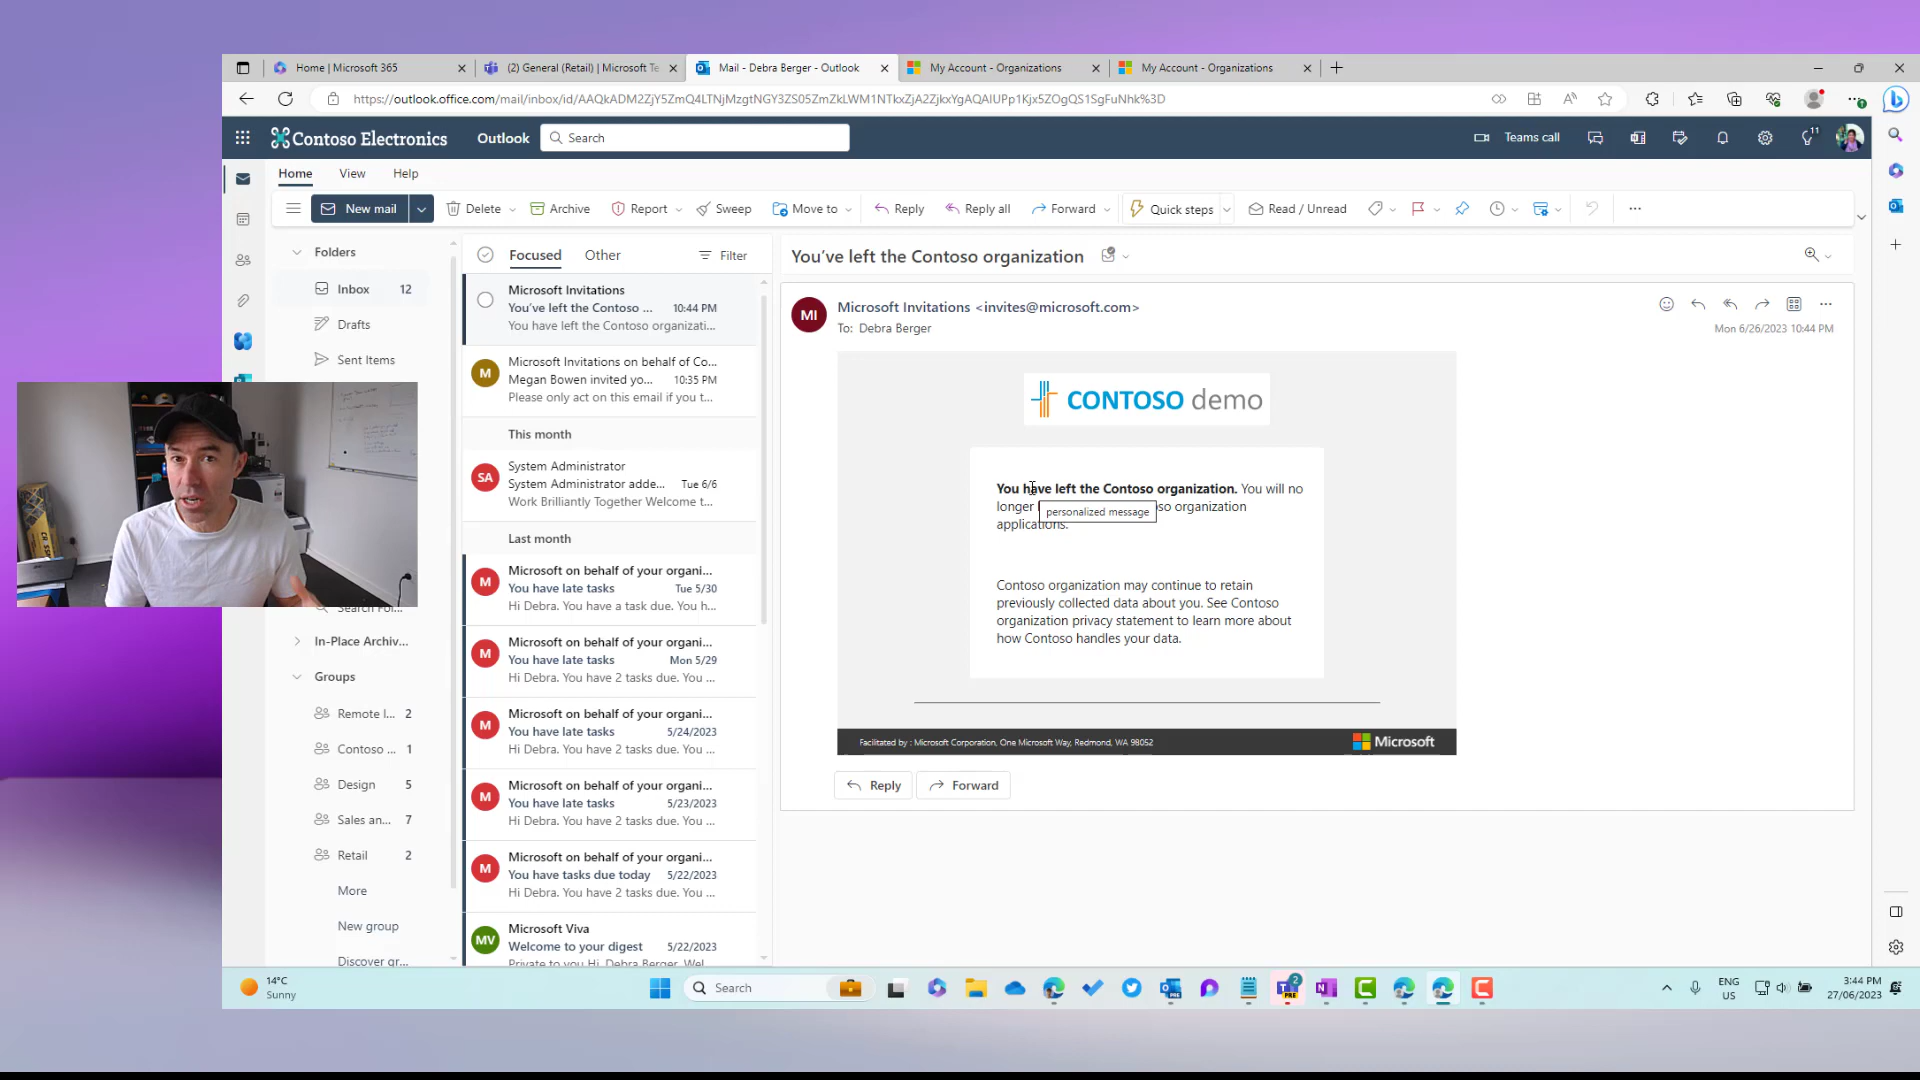 Home | Microsoft 365
(2) General (Retail) | Microsoft Te
Mail - Debra Berger - Outlook
My Account - Organizations
My Account - Organizations
https://outlook.office.com/mail/inbox/id/AAQkADM2ZjY5ZmQ4LTNjMzgtNGY3ZS05ZmZkLWM1NTkxZjA2ZjkxYgAQAIUPp1Kjx5ZOgQS1SgFuNhk%3D
Contoso Electronics
Outlook
Search
Teams call
11
Home
View
Help
New mail
Delete
Archive
Report
Sweep
Move to
Reply
Reply all
Forward
Quick steps
Read / Unread
Folders
Inbox 12
Drafts
Sent Items
Search Fol...
In-Place Archiv...
Groups
Remote l... 2
Contoso ... 1
Design 5
Sales an... 7
Retail 2
More
New group
Discover gr...
Focused
Other
Filter
Microsoft Invitations
You've left the Contoso ... 10:44 PM
You have left the Contoso organizati...
M
Microsoft Invitations on behalf of Co...
Megan Bowen invited yo... 10:35 PM
Please only act on this email if you t...
This month
SA
System Administrator
System Administrator adde... Tue 6/6
Work Brilliantly Together Welcome t...
Last month
M
Microsoft on behalf of your organi...
You have late tasks Tue 5/30
Hi Debra. You have a task due. You h...
M
Microsoft on behalf of your organi...
You have late tasks Mon 5/29
Hi Debra. You have 2 tasks due. You ...
M
Microsoft on behalf of your organi...
You have late tasks 5/24/2023
Hi Debra. You have 2 tasks due. You ...
M
Microsoft on behalf of your organi...
You have late tasks 5/23/2023
Hi Debra. You have 2 tasks due. You ...
M
Microsoft on behalf of your organi...
You have tasks due today 5/22/2023
Hi Debra. You have 2 tasks due. You ...
MV
Microsoft Viva
Welcome to your digest 5/22/2023
Private to you Hi, Debra Berger, Wel...
You've left the Contoso organization
MI
Microsoft Invitations <invites@microsoft.com>
To: Debra Berger
Mon 6/26/2023 10:44 PM
CONTOSO demo
You have left the Contoso organization. You will no
longer
so organization
applications.
personalized message
Contoso organization may continue to retain
previously collected data about you. See Contoso
organization privacy statement to learn more about
how Contoso handles your data.
Facilitated by : Microsoft Corporation, One Microsoft Way, Redmond, WA 98052
Microsoft
Reply
Forward
14°C
Sunny
Search
2
PRE
PRE
ENG
US
3:44 PM
27/06/2023